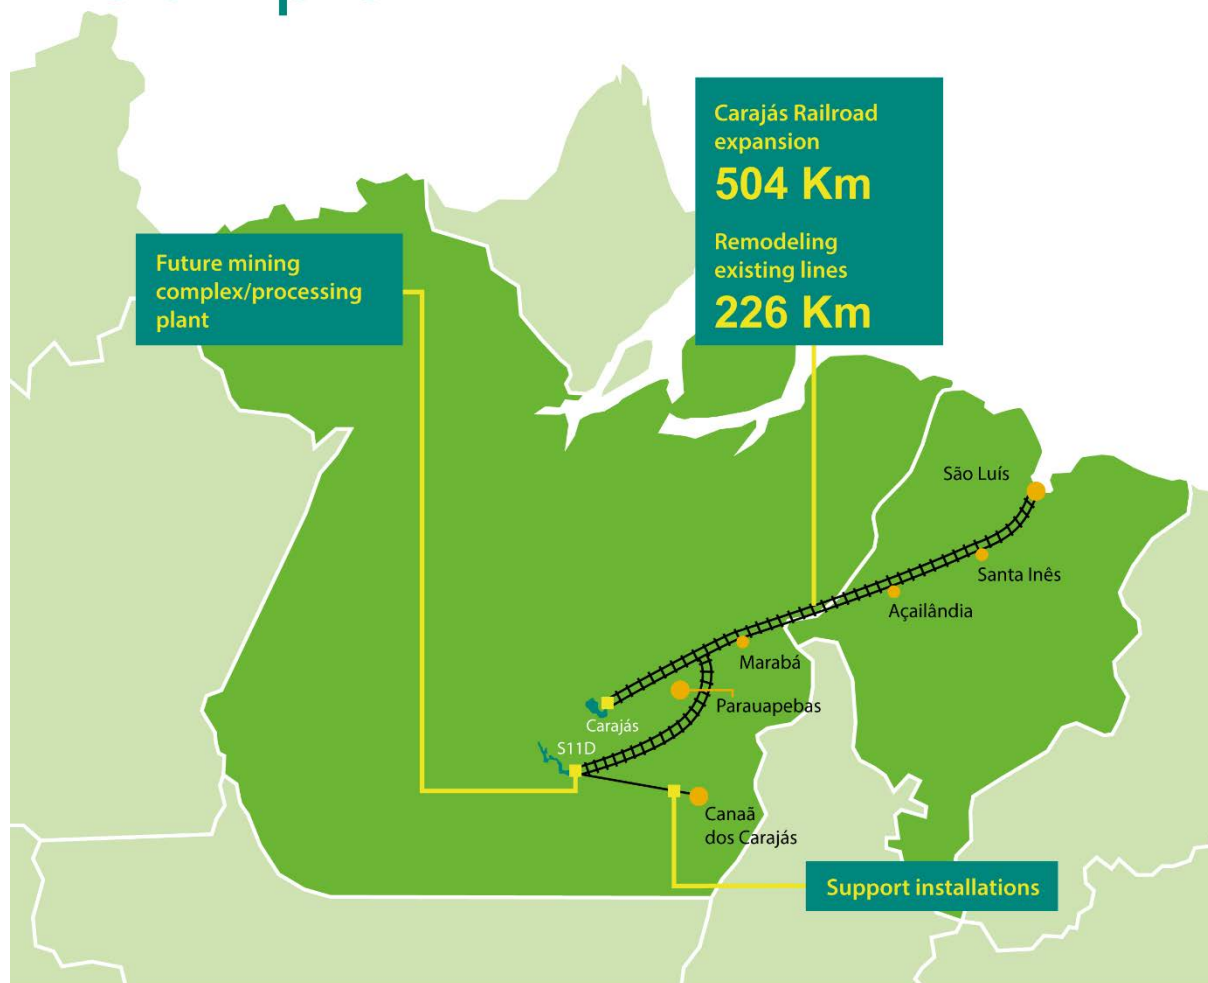 Carajás Railroad
expansion
504 Km
Remodeling
existing lines
226 Km
Future mining
complex/processing
plant
São Luís
Santa Inês
Açailândia
Marabá
Parauapebas
Carajás
S11D
Canaã
dos Carajás
Support installations